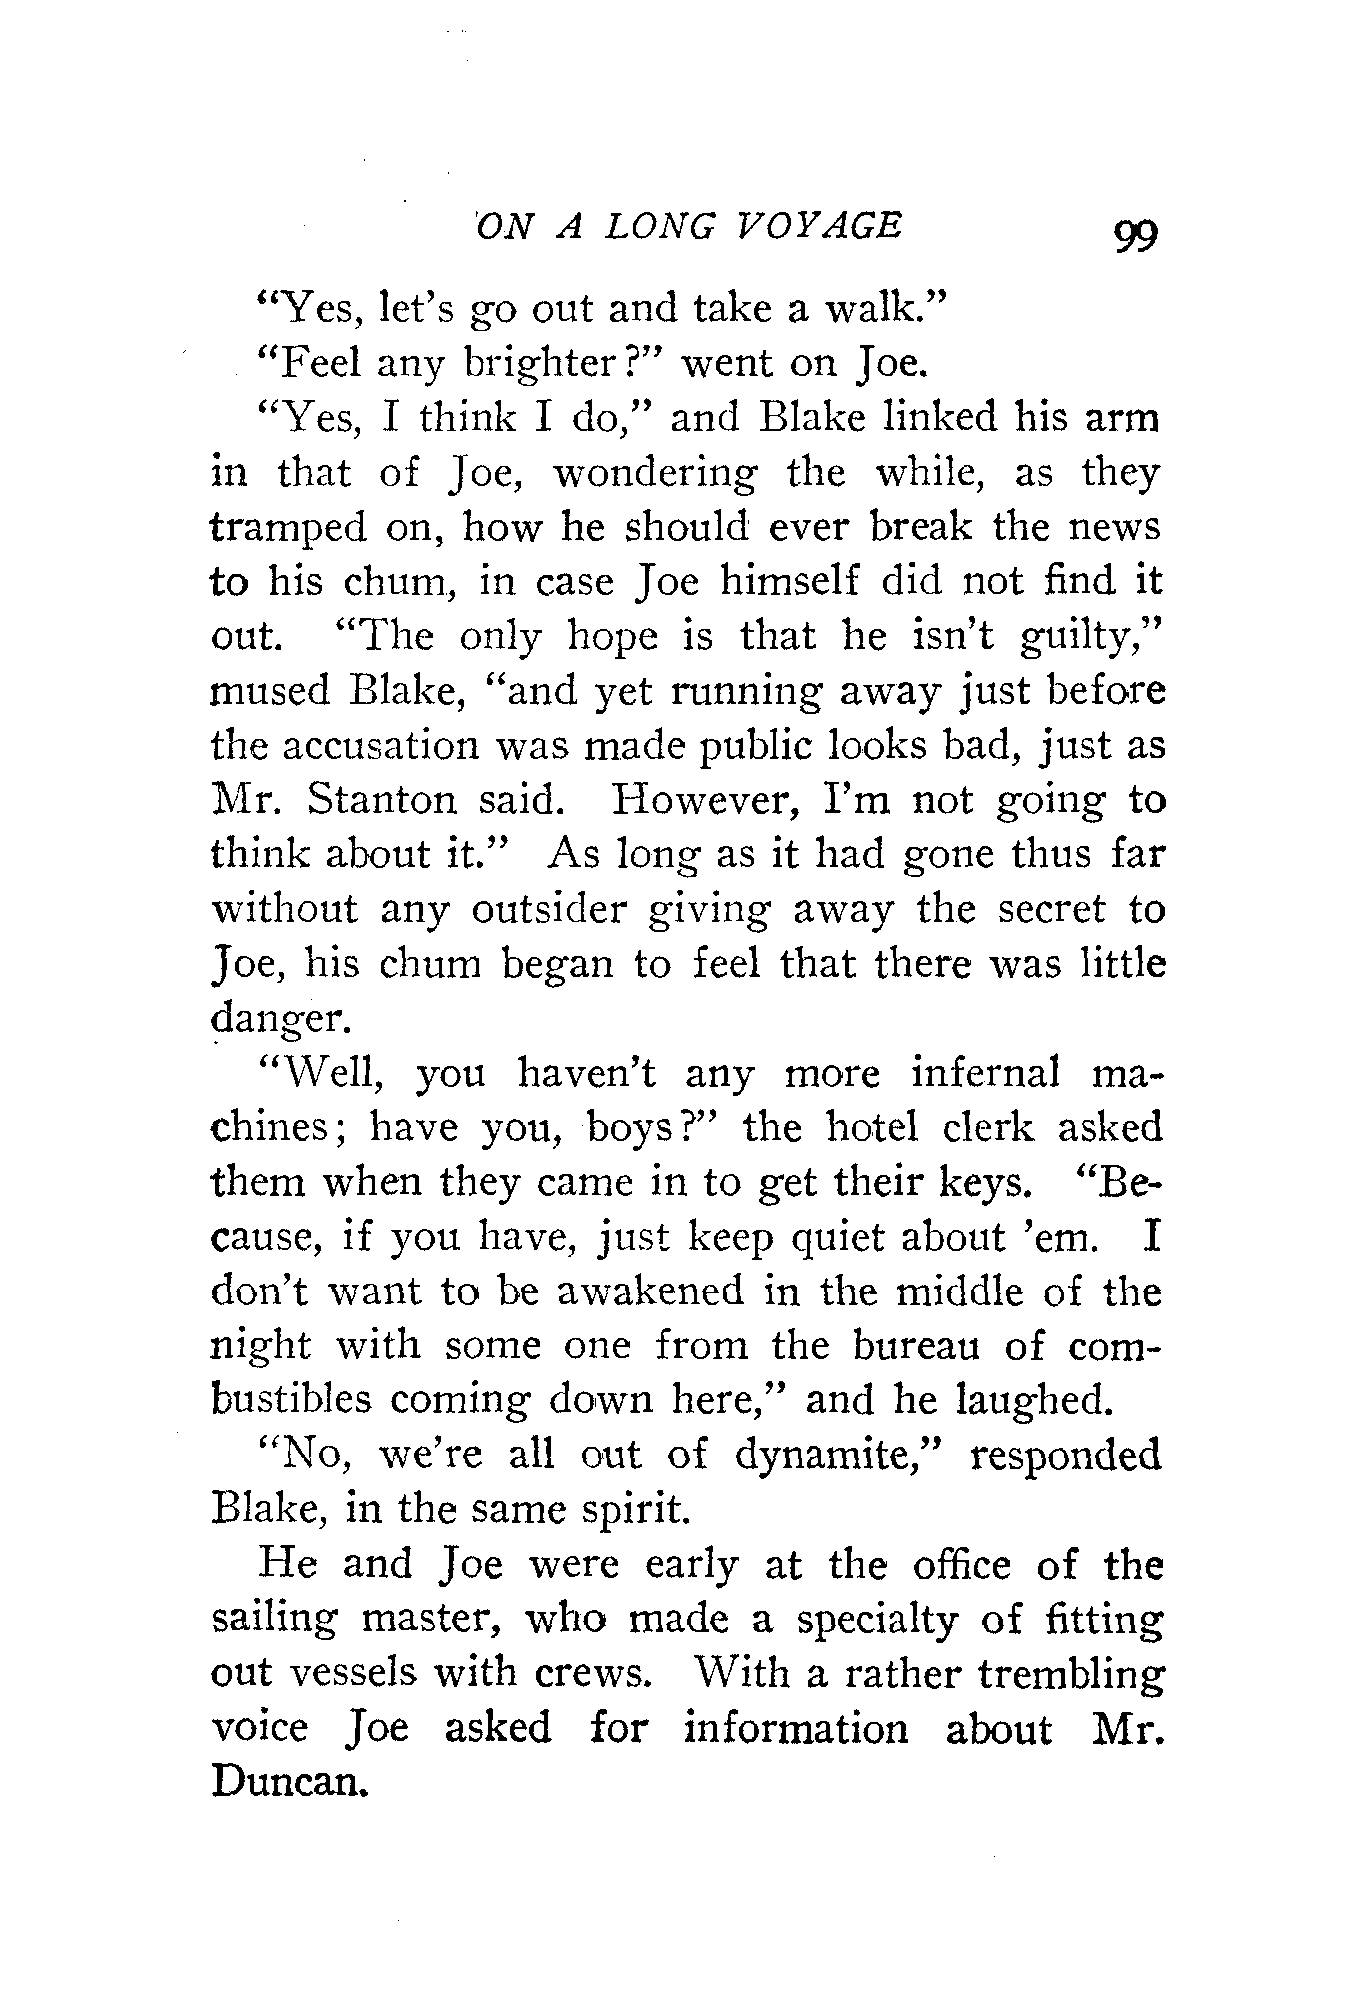 ON A LONG VOYAGE 99
“Yes, let’s go out and take a walk.”
“Feel any brighter?” went on Joe.
“Yes, I think I do,” and Blake linked his arm
in that of Joe, wondering the while, as they
tramped on, how he should ever break the news
to his chum, in case Joe himself did not find it
out. “The only hope is that he isn’t guilty,”
mused Blake, “and yet running away just before
the accusation was made public looks bad, just as
Mr. Stanton said. However, I’m not going to
think about it.” As long as it had gone thus far
without any outsider giving away the secret to
Joe, his chum began to feel that there was little
danger.
“Well, you haven’t any more infernal ma-
chines; have you, boys?” the hotel clerk asked
them when they came in to get their keys. “Be-
cause, if you have, just keep quiet about ’em. I
don’t want to be awakened in the middle of the
night with some one from the bureau of com-
bustibles coming down here,” and he laughed.
“No, we’re all out of dynamite,” responded
Blake, in the same spirit.
He and Joe were early at the office of the
sailing master, who made a specialty of fitting
out vessels with crews. With a rather trembling
voice Joe asked for information about Mr.
Duncan.